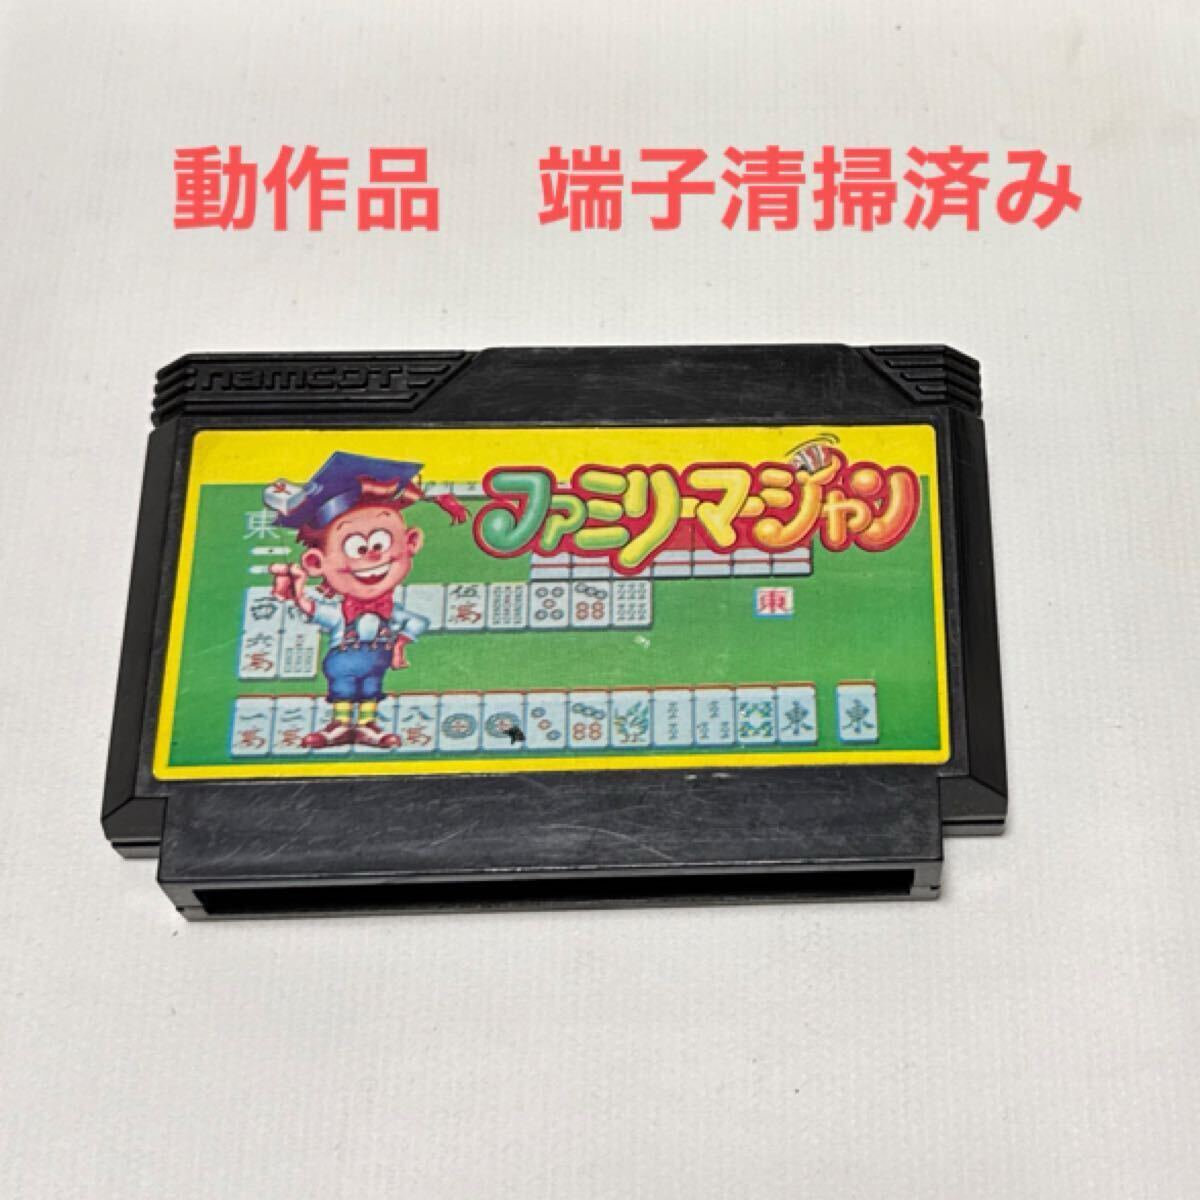 動作品　端子清掃済み
namcot
ファミリーマージャン
東
東
伍萬
六萬
一萬 二萬 八萬 東 東